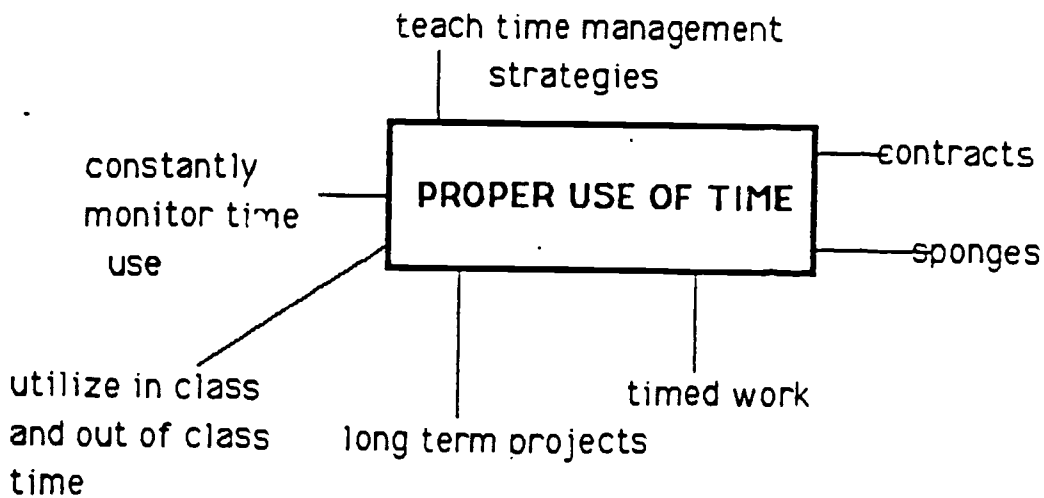 teach time management
strategies
contracts
constantly
monitor time
use
PROPER USE OF TIME
sponges
utilize in class
and out of class
time
timed work
long term projects